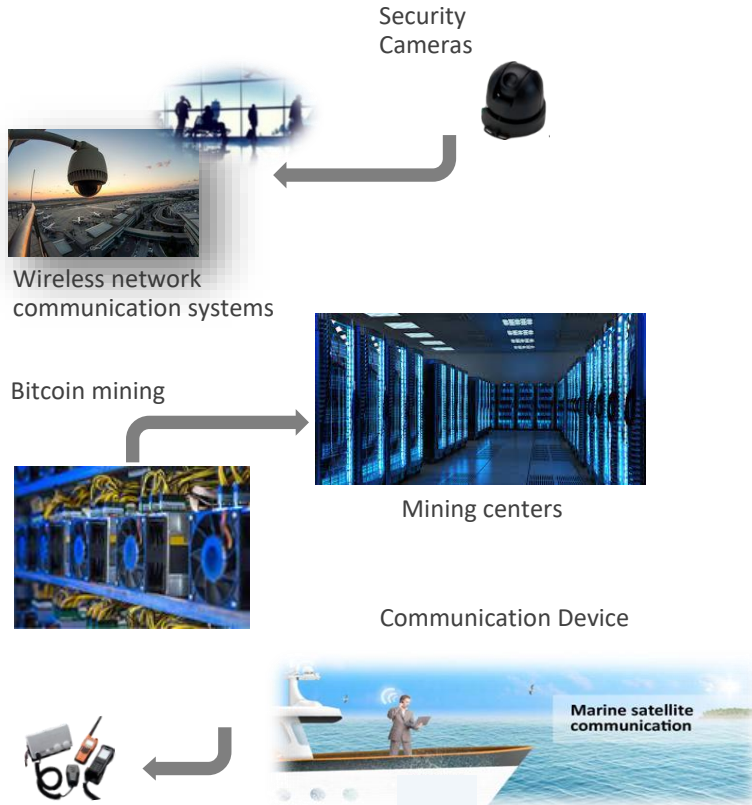 Security
Cameras
Wireless network
communication systems
Bitcoin mining
Mining centers
Communication Device
Marine satellite
communication